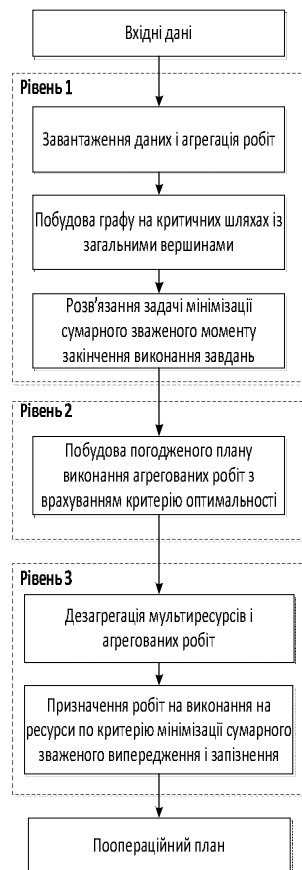 Вхідні дані
Рівень 1
Завантаження даних і агрегація робіт
Побудова графу на критичних шляхах із
загальними вершинами
Розв’язання задачі мінімізації
сумарного зваженого моменту
закінчення виконання завдань
Рівень 2
Побудова погодженого плану
виконання агрегованих робіт з
врахуванням критерію оптимальності
Рівень 3
Дезагрегація мультиресурсів і
агрегованих робіт
Призначення робіт на виконання на
ресурси по критерію мінімізації сумарного
зваженого випередження і запізнення
Поопераційний план